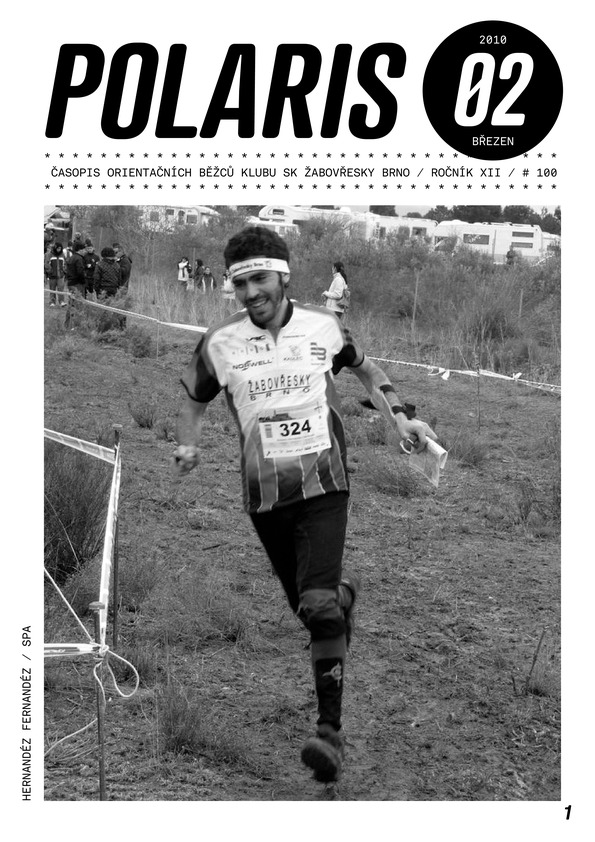 POLARIS
2010
02
BŘEZEN
* * * * * * * * * * * * * * * * * * * * * * * * * * * * * * * * * * * * *
ČASOPIS ORIENTAČNÍCH BĚŽCŮ KLUBU SK ŽABOVŘESKY BRNO / ROČNÍK XII / # 100
* * * * * * * * * * * * * * * * * * * * * * * * * * * * * * * * * * * * *
NORWELL
ŽABOVŘESKY
BRNO
324
HERNANDÉZ FERNANDÉZ / SPA
1